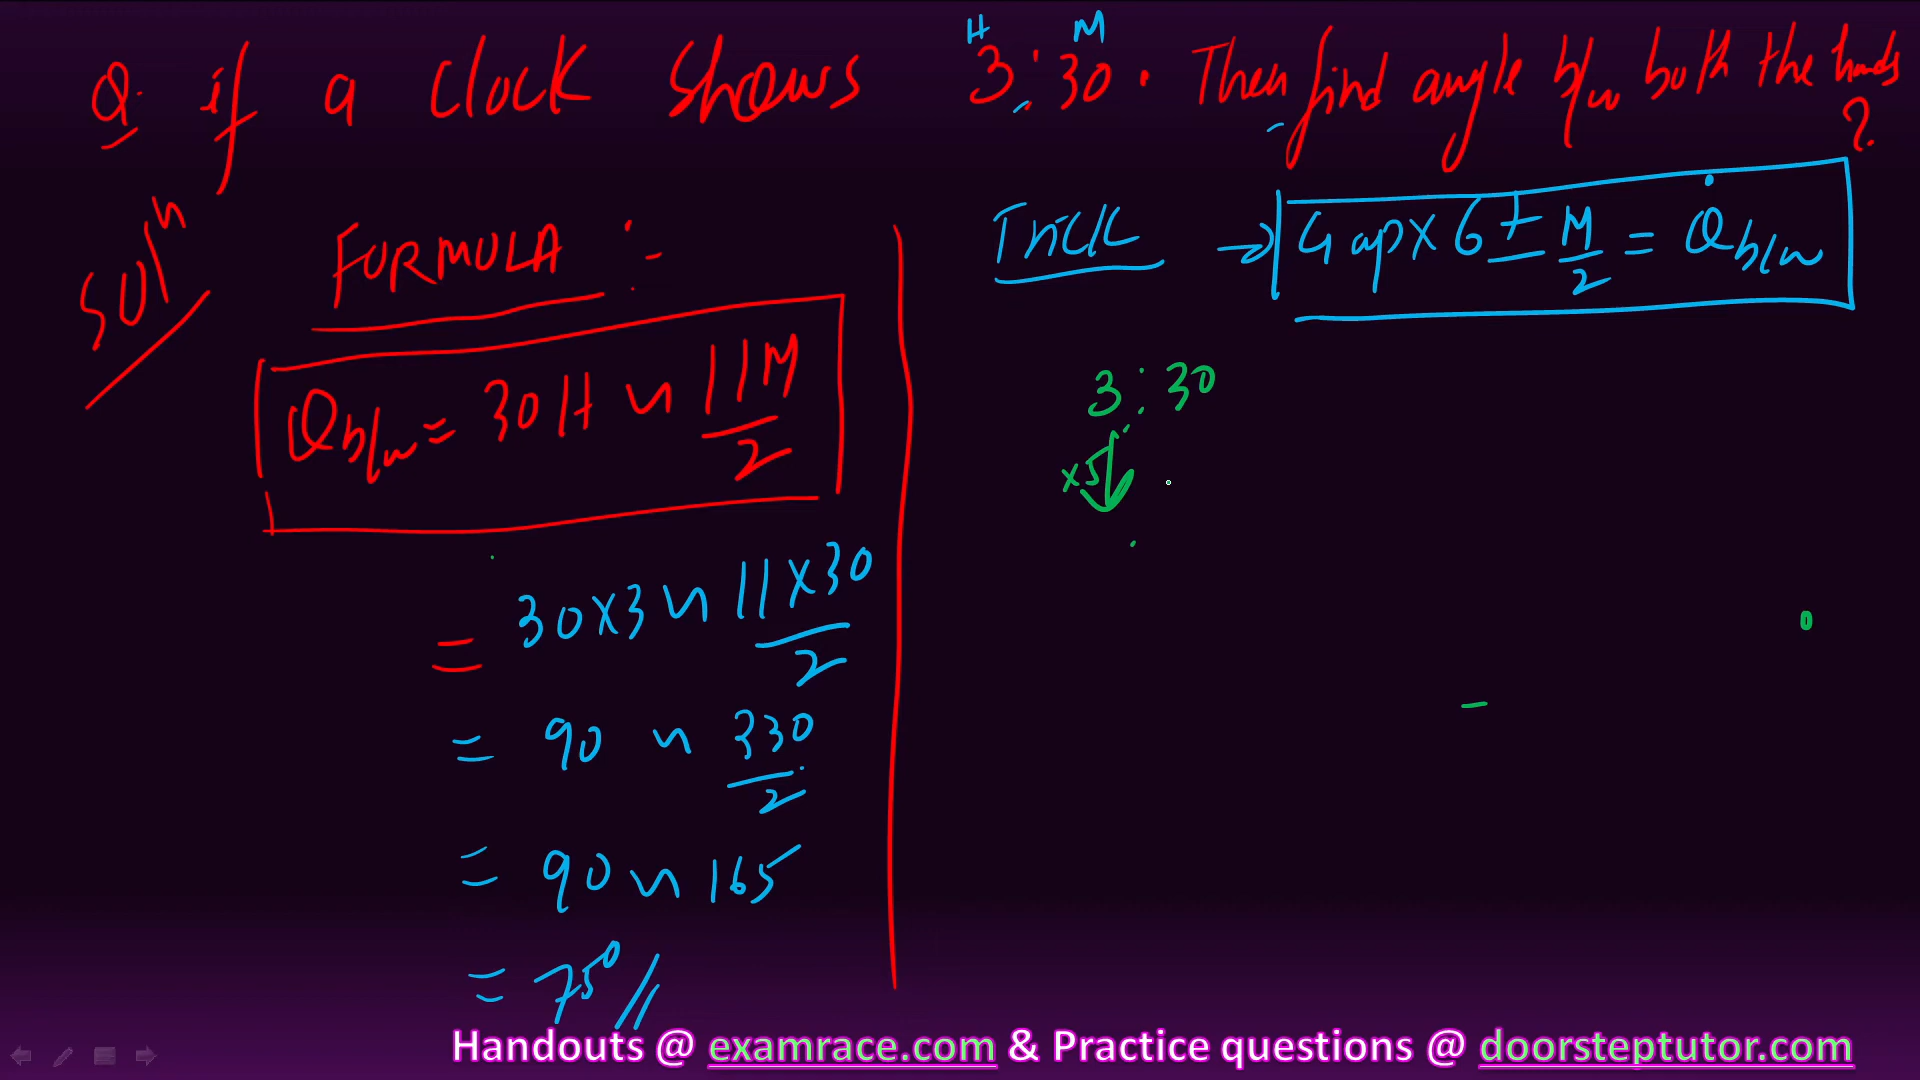 H M
Q. if a clock shows 3:30. Then find angle b/w both the hands ?
Solⁿ
FORMULA :-
θb/w = 30H ~ 11M/2
= 30×3 ~ 11×30/2
= 90 ~ 330/2
= 90 ~ 165
= 75⁰//
Trick → Gap × 6 ± M/2 = θb/w
3:30
×5
Handouts @ examrace.com & Practice questions @ doorsteptutor.com